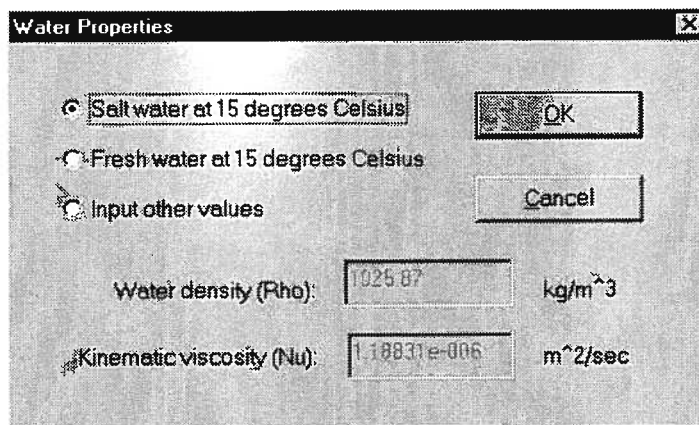 Water Properties
Salt water at 15 degrees Celsius
OK
Fresh water at 15 degrees Celsius
Input other values
Cancel
Water density (Rho): 1025.87 kg/m^3
Kinematic viscosity (Nu): 1.18831e-006 m^2/sec